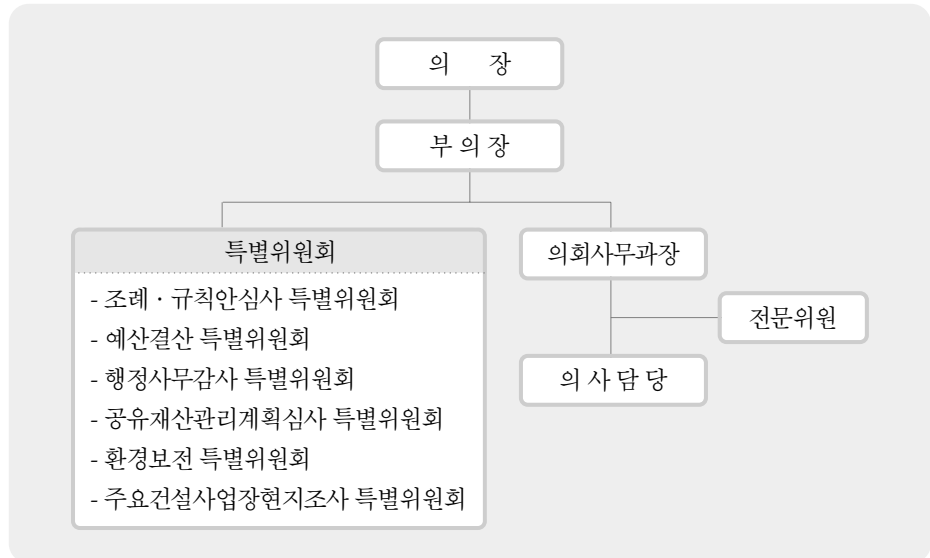 의 장
부 의 장
특별위원회
- 조례 · 규칙안심사 특별위원회
- 예산결산 특별위원회
- 행정사무감사 특별위원회
- 공유재산관리계획심사 특별위원회
- 환경보전 특별위원회
- 주요건설사업장현지조사 특별위원회
의회사무과장
전문위원
의 사 담 당